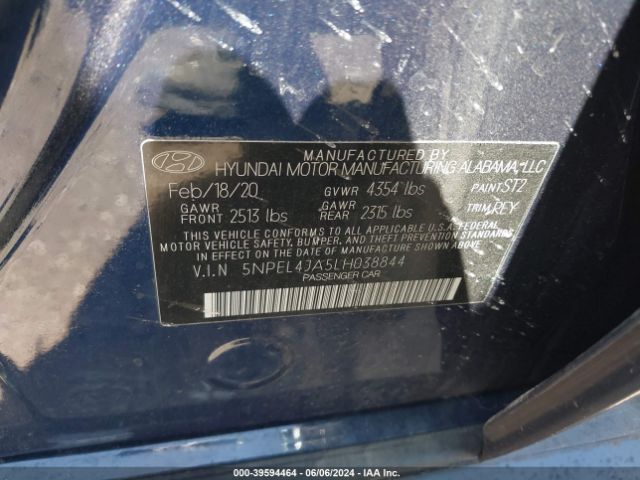 MANUFACTURED BY
HYUNDAI MOTOR MANUFACTURING ALABAMA, LLC
Feb/18/20 GVWR 4354 lbs PAINT: ST2
GAWR FRONT 2513 lbs GAWR REAR 2315 lbs TRIM: RFY
THIS VEHICLE CONFORMS TO ALL APPLICABLE U.S.A. FEDERAL
MOTOR VEHICLE SAFETY, BUMPER, AND THEFT PREVENTION STANDARDS
IN EFFECT ON THE DATE OF MANUFACTURE SHOWN ABOVE.
V.I.N 5NPEL4JA5LH038844
PASSENGER CAR
000-39594464 - 06/06/2024 - IAA Inc.